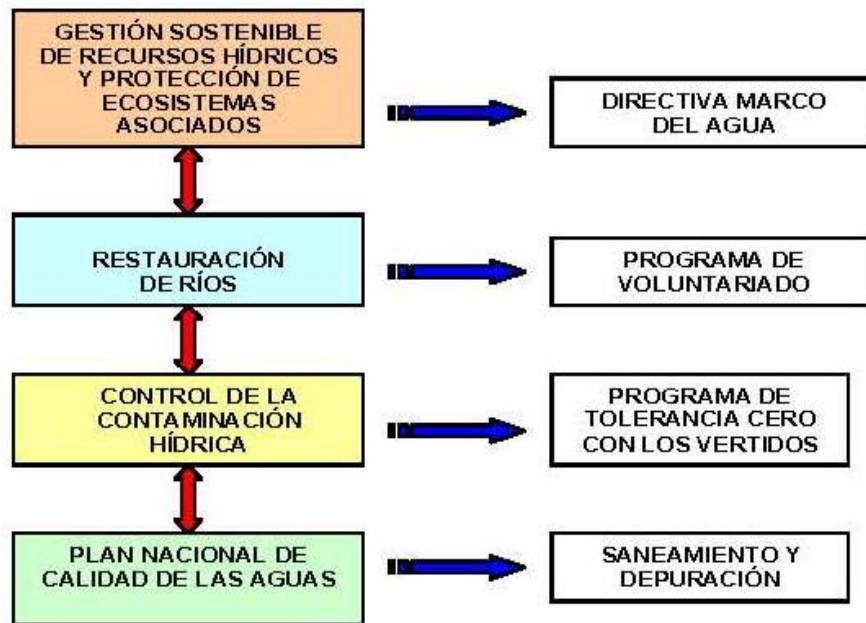 GESTIÓN SOSTENIBLE
DE RECURSOS HÍDRICOS
Y PROTECCIÓN DE
ECOSISTEMAS
ASOCIADOS
DIRECTIVA MARCO
DEL AGUA
RESTAURACIÓN
DE RÍOS
PROGRAMA DE
VOLUNTARIADO
CONTROL DE LA
CONTAMINACIÓN
HÍDRICA
PROGRAMA DE
TOLERANCIA CERO
CON LOS VERTIDOS
PLAN NACIONAL DE
CALIDAD DE LAS AGUAS
SANEAMIENTO Y
DEPURACIÓN